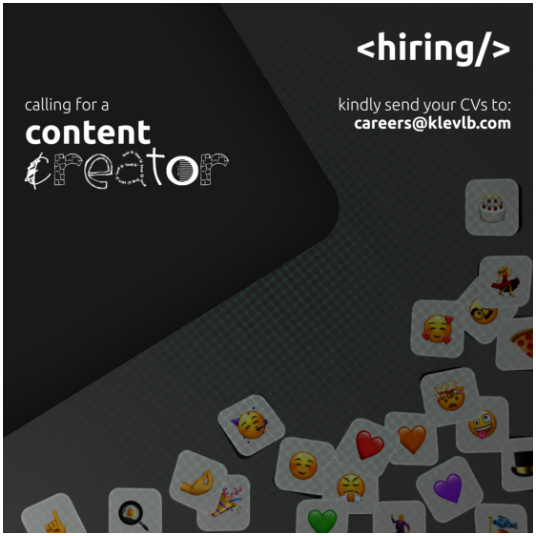 <hiring/>
calling for a
content
creator
kindly send your CVs to:
careers@klevlb.com